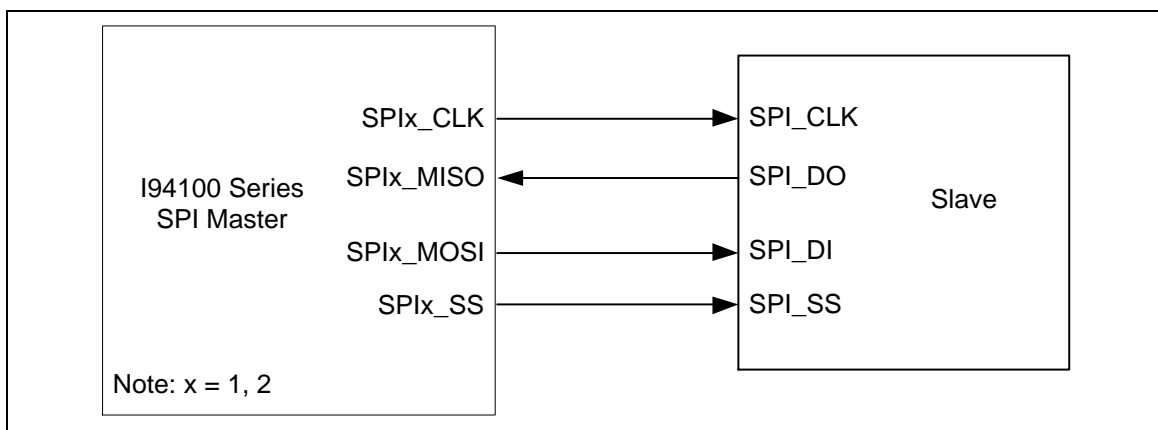 SPIx_CLK
SPI_CLK
SPIx_MISO
SPI_DO
I94100 Series
SPI Master
Slave
SPIx_MOSI
SPI_DI
SPIx_SS
SPI_SS
Note: x = 1, 2